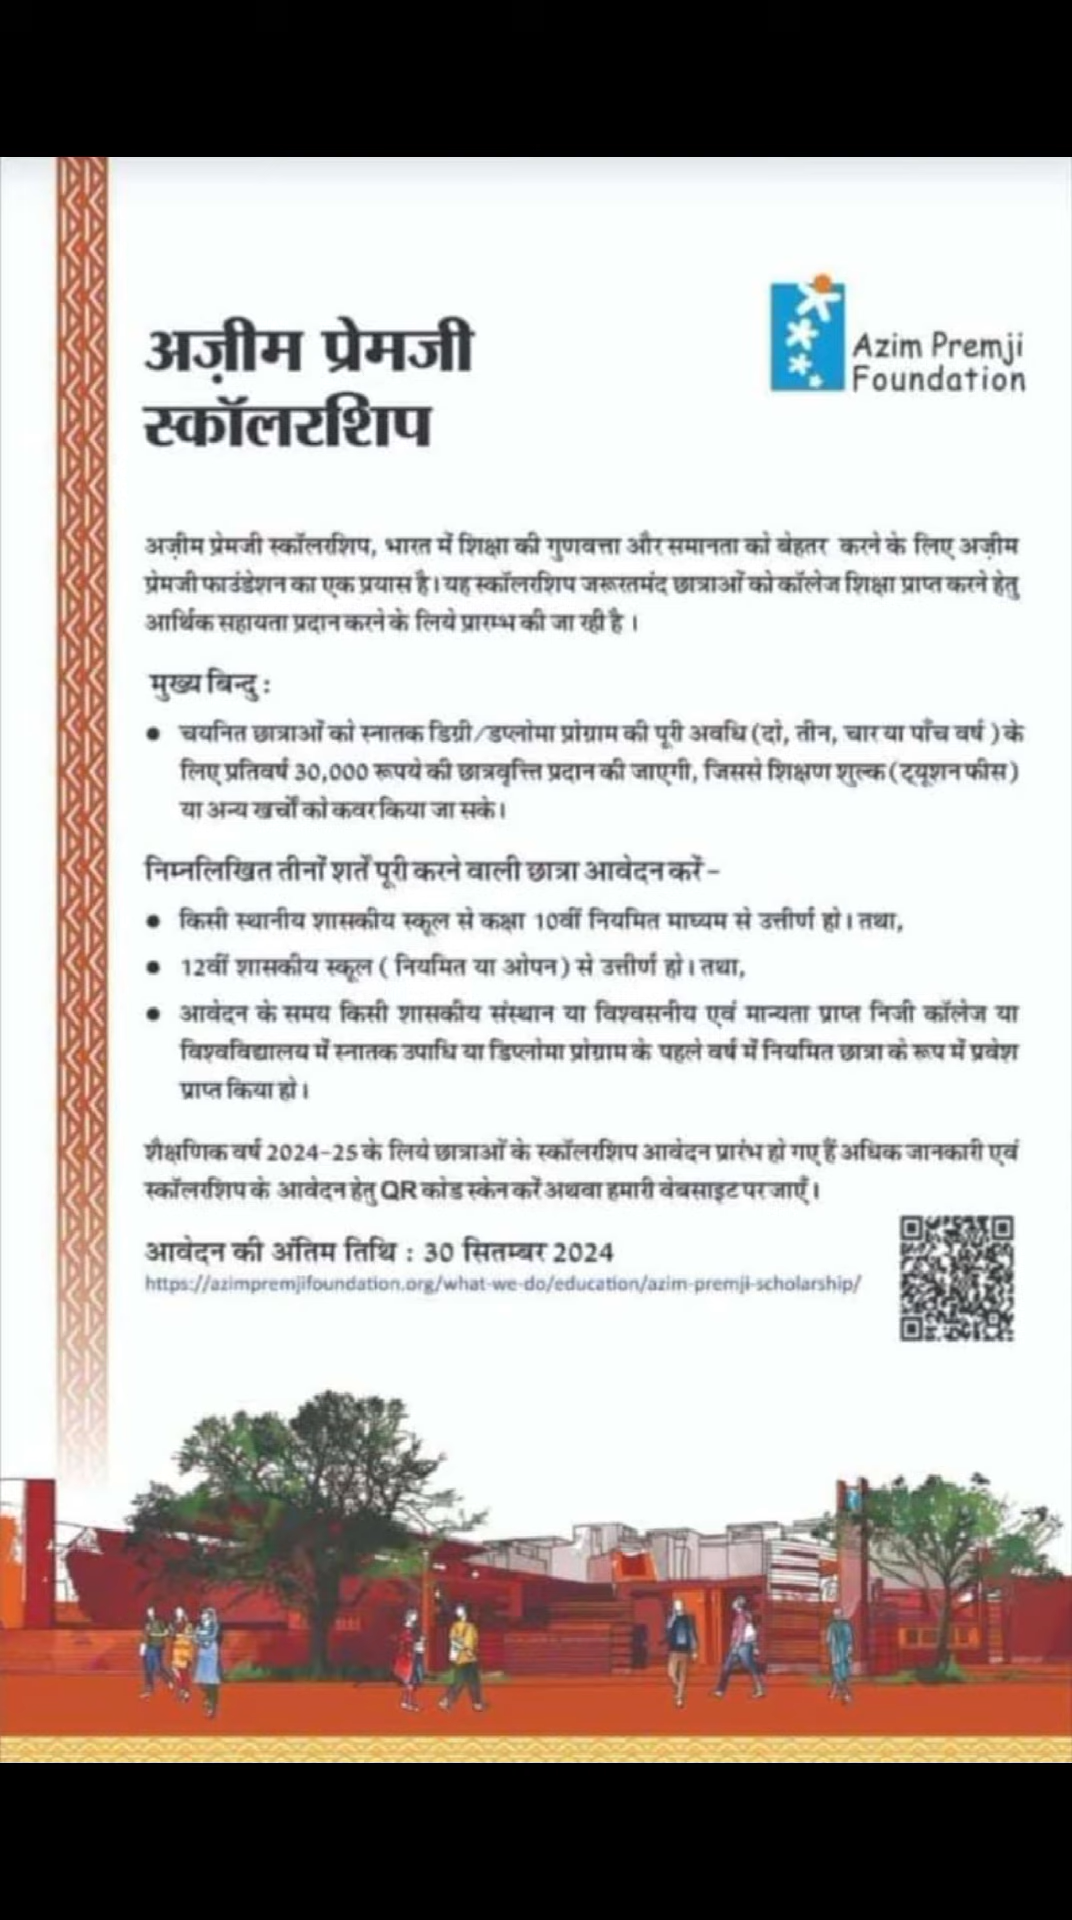 अज़ीम प्रेमजी
स्कॉलरशिप
Azim Premji
Foundation
अज़ीम प्रेमजी स्कॉलरशिप, भारत में शिक्षा की गुणवत्ता और समानता को बेहतर करने के लिए अज़ीम
प्रेमजी फाउंडेशन का एक प्रयास है। यह स्कॉलरशिप जरूरतमंद छात्राओं को कॉलेज शिक्षा प्राप्त करने हेतु
आर्थिक सहायता प्रदान करने के लिये प्रारम्भ की जा रही है ।
मुख्य बिन्दु :
● चयनित छात्राओं को स्नातक डिग्री/डप्लोमा प्रोग्राम की पूरी अवधि (दो, तीन, चार या पाँच वर्ष ) के
लिए प्रतिवर्ष 30,000 रूपये की छात्रवृत्ति प्रदान की जाएगी, जिससे शिक्षण शुल्क (ट्यूशन फीस)
या अन्य खर्चों को कवर किया जा सके।
निम्नलिखित तीनों शर्तें पूरी करने वाली छात्रा आवेदन करें –
● किसी स्थानीय शासकीय स्कूल से कक्षा 10वीं नियमित माध्यम से उत्तीर्ण हो। तथा,
● 12वीं शासकीय स्कूल ( नियमित या ओपन) से उत्तीर्ण हो। तथा,
● आवेदन के समय किसी शासकीय संस्थान या विश्वसनीय एवं मान्यता प्राप्त निजी कॉलेज या
विश्वविद्यालय में स्नातक उपाधि या डिप्लोमा प्रोग्राम के पहले वर्ष में नियमित छात्रा के रूप में प्रवेश
प्राप्त किया हो।
शैक्षणिक वर्ष 2024-25 के लिये छात्राओं के स्कॉलरशिप आवेदन प्रारंभ हो गए हैं अधिक जानकारी एवं
स्कॉलरशिप के आवेदन हेतु QR कोड स्केन करें अथवा हमारी वेबसाइट पर जाएँ।
आवेदन की अंतिम तिथि : 30 सितम्बर 2024
https://azimpremjifoundation.org/what-we-do/education/azim-premji-scholarship/